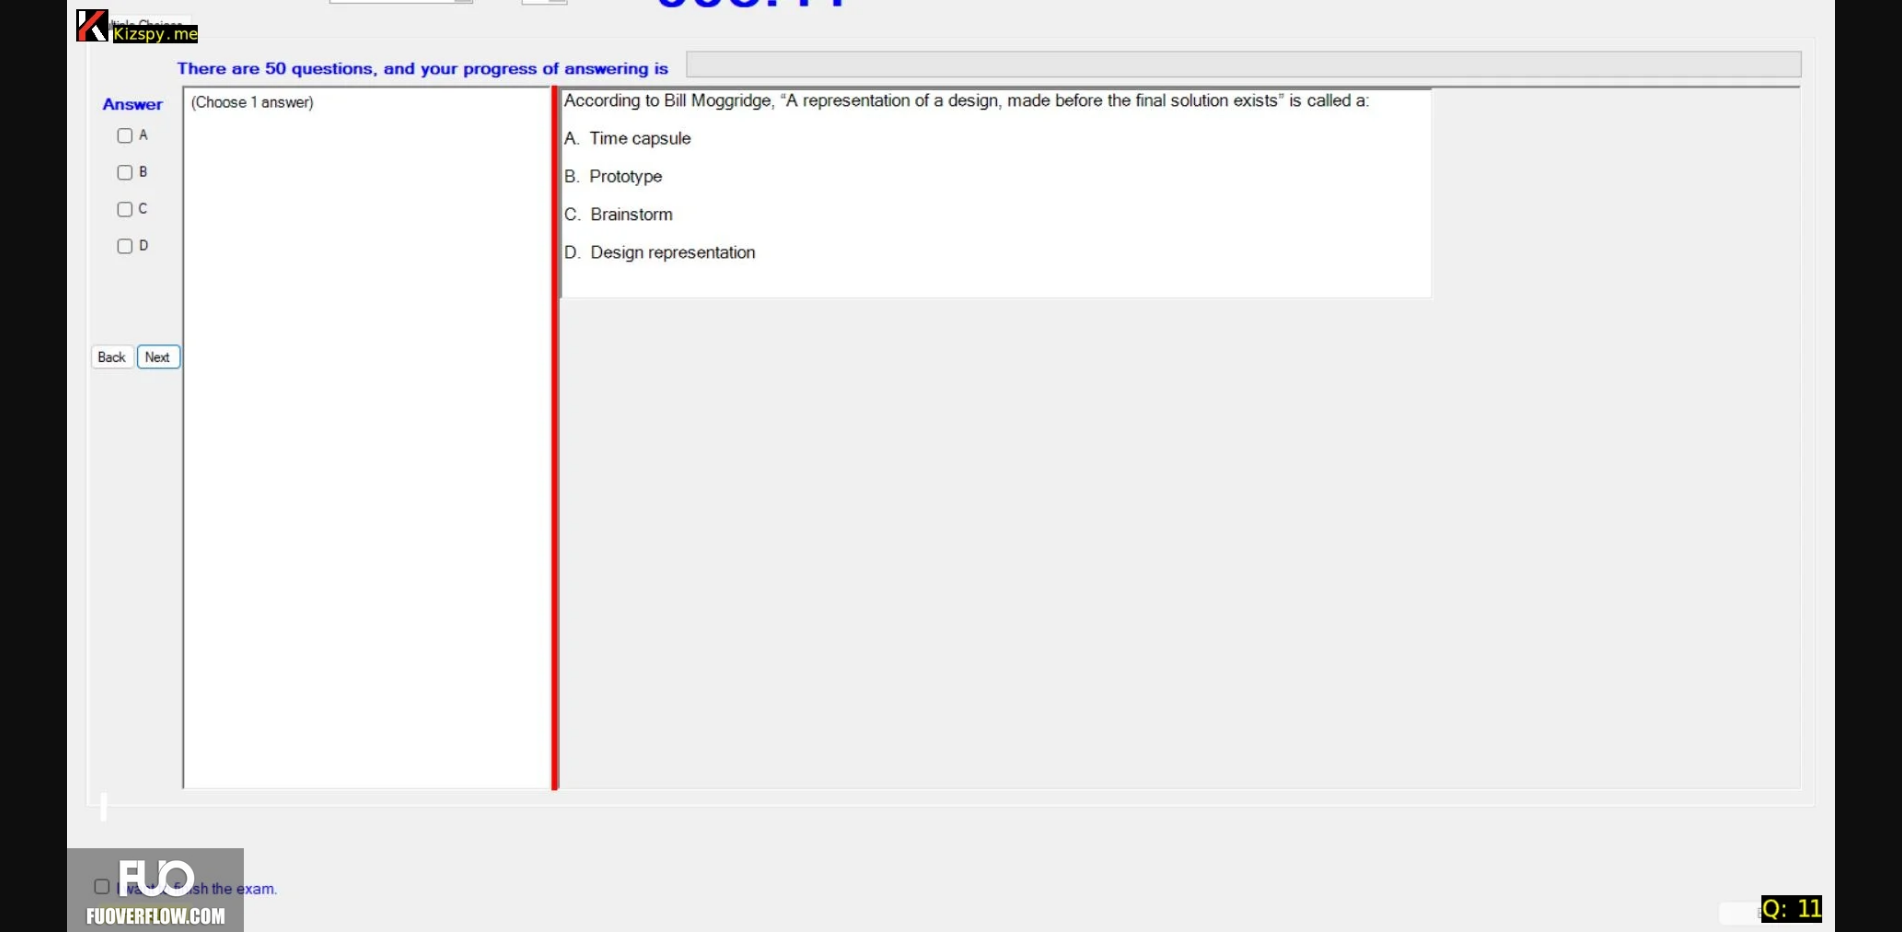 Kizspy.me
There are 50 questions, and your progress of answering is
Answer
(Choose 1 answer)
A
B
C
D
According to Bill Moggridge, “A representation of a design, made before the final solution exists” is called a:
A. Time capsule
B. Prototype
C. Brainstorm
D. Design representation
Back
Next
FUO
finish the exam.
FUOVERFLOW.COM
Q: 11